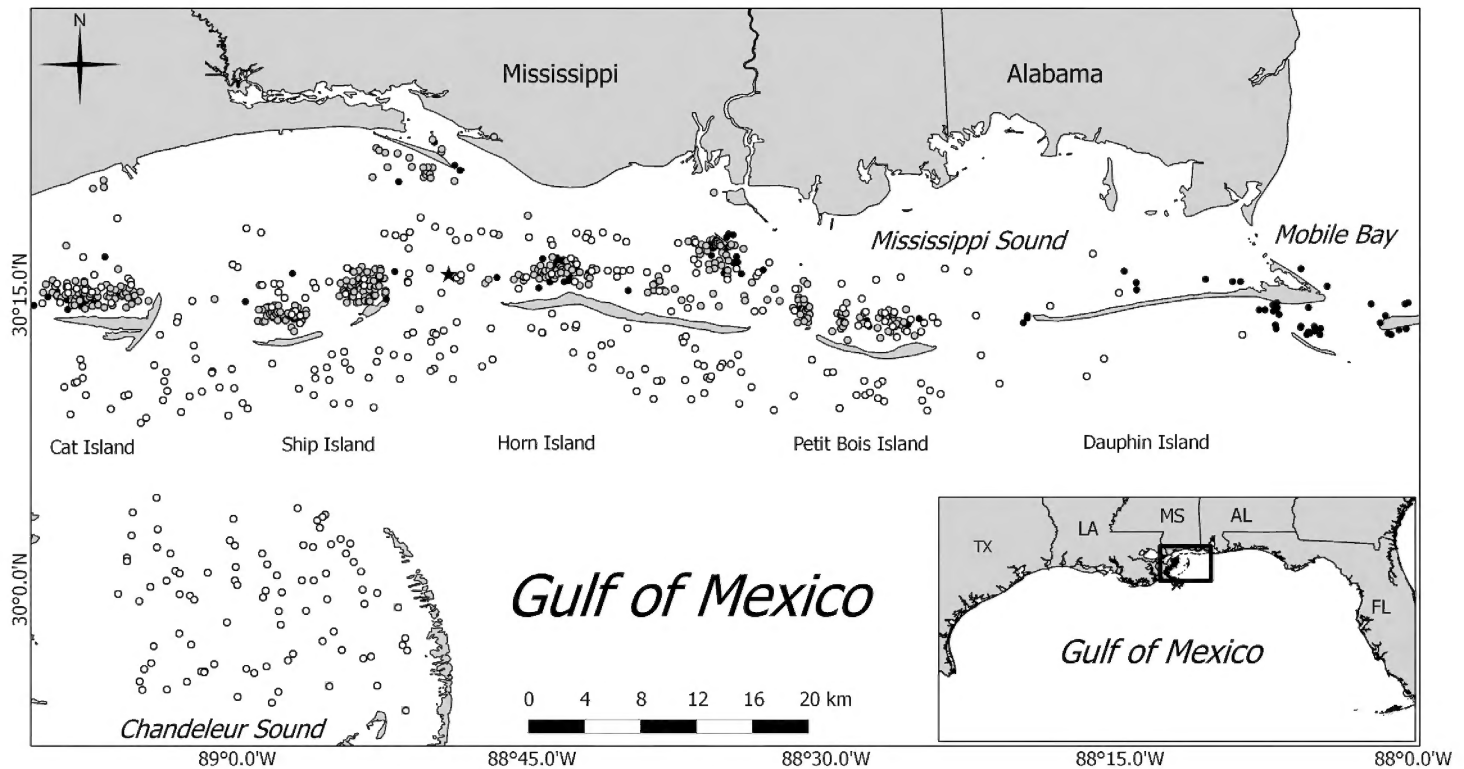 N
Mississippi
Alabama
Mississippi Sound
Mobile Bay
30°15.0'N
Cat Island
Ship Island
Horn Island
Petit Bois Island
Dauphin Island
30°0.0'N
Gulf of Mexico
TX
LA
MS
AL
FL
Gulf of Mexico
0 4 8 12 16 20 km
Chandeleur Sound
89°0.0'W 88°45.0'W 88°30.0'W 88°15.0'W 88°0.0'W